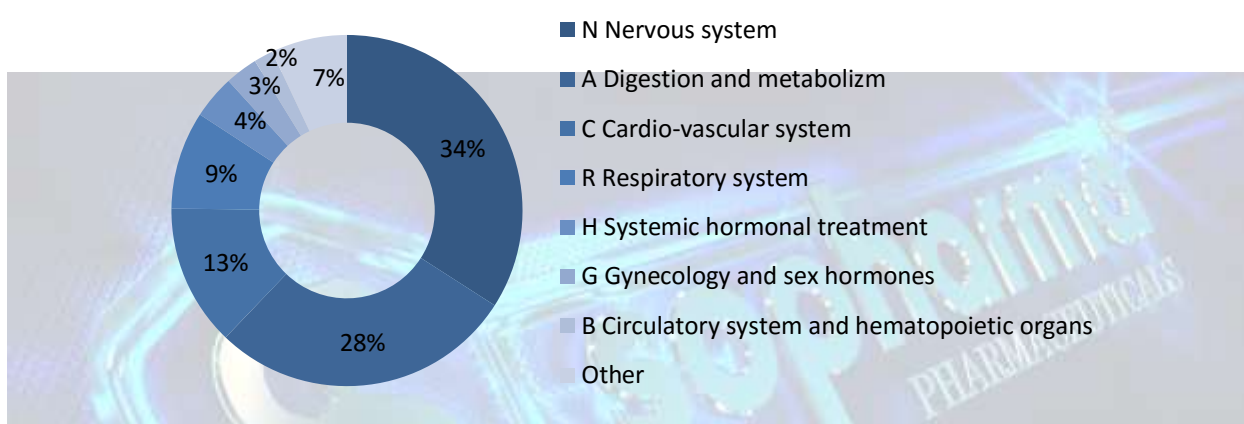 34%
28%
13%
9%
4%
3%
2%
7%
N Nervous system
A Digestion and metabolizm
C Cardio-vascular system
R Respiratory system
H Systemic hormonal treatment
G Gynecology and sex hormones
B Circulatory system and hematopoietic organs
Other
sopharma
PHARMACEUTICALS